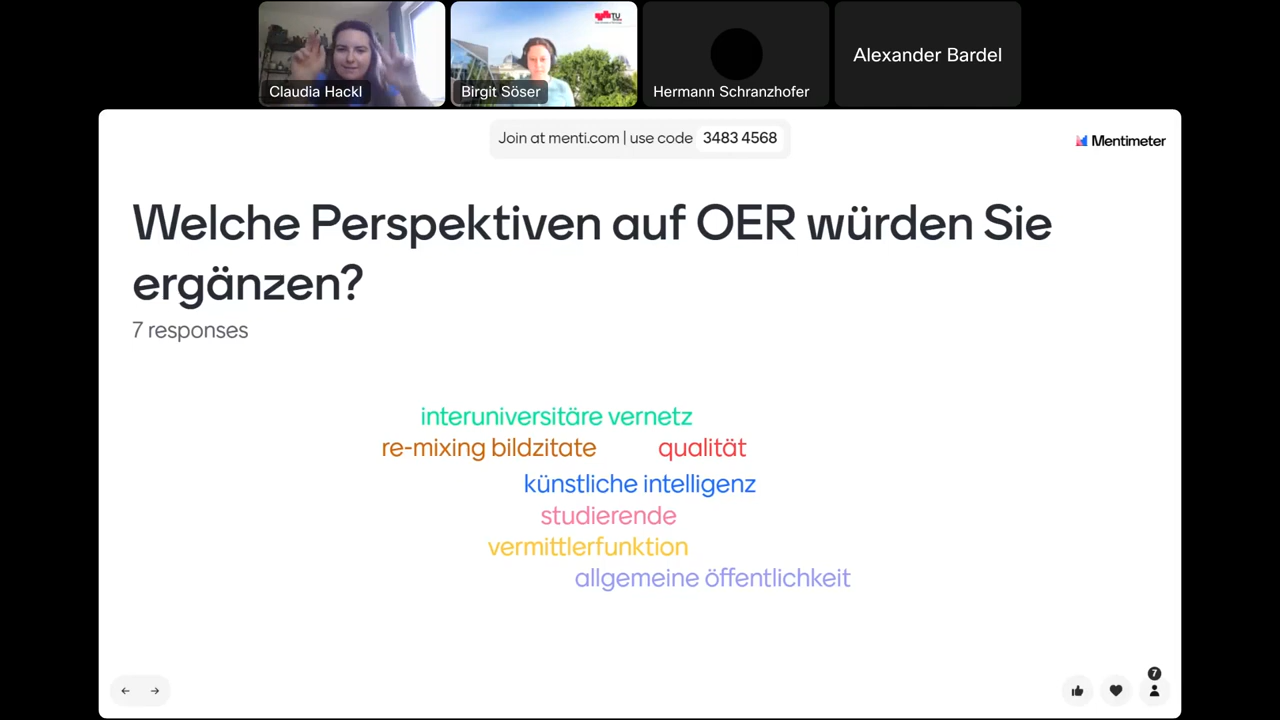 TU
Claudia Hackl
Birgit Söser
Hermann Schranzhofer
Alexander Bardel
Join at menti.com | use code 3483 4568
Mentimeter
Welche Perspektiven auf OER würden Sie
ergänzen?
7 responses
interuniversitäre vernetz
re-mixing bildzitate
qualität
künstliche intelligenz
studierende
vermittlerfunktion
allgemeine öffentlichkeit
7